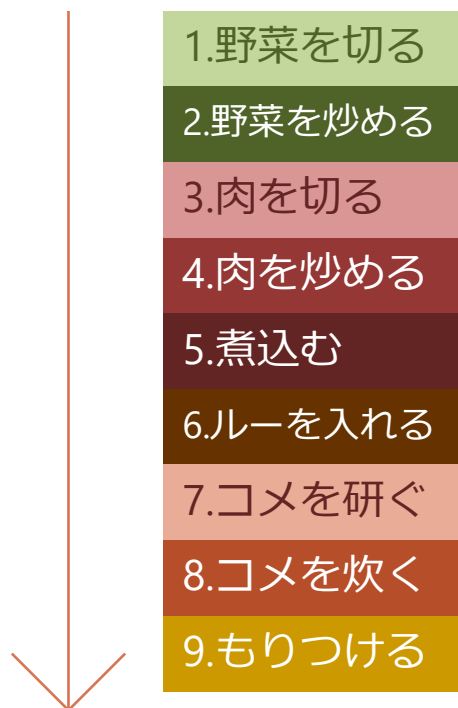 1.野菜を切る
2.野菜を炒める
3.肉を切る
4.肉を炒める
5.煮込む
6.ルーを入れる
7.コメを研ぐ
8.コメを炊く
9.もりつける